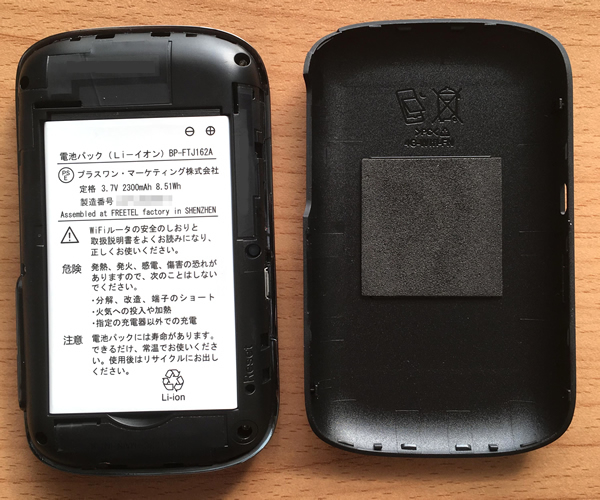 電池パック (Li-イオン) BP-FTJ162A
PS
E
プラスワン・マーケティング株式会社
定格 3.7V 2300mAh 8.51Wh
製造番号
Assembled at FREETEL factory in SHENZHEN
WiFiルータの安全のしおりと
取扱説明書をよくお読みになり、
正しくお使いください。
危険 発熱、発火、感電、傷害の恐れが
ありますので、次のことはしない
でください。
・分解、改造、端子のショート
・火気への投入や加熱
・指定の充電器以外での充電
注意 電池パックには寿命があります。
できるだけ、常温でお使いくださ
い。使用後はリサイクルにお出し
ください。
Li-ion
Reset